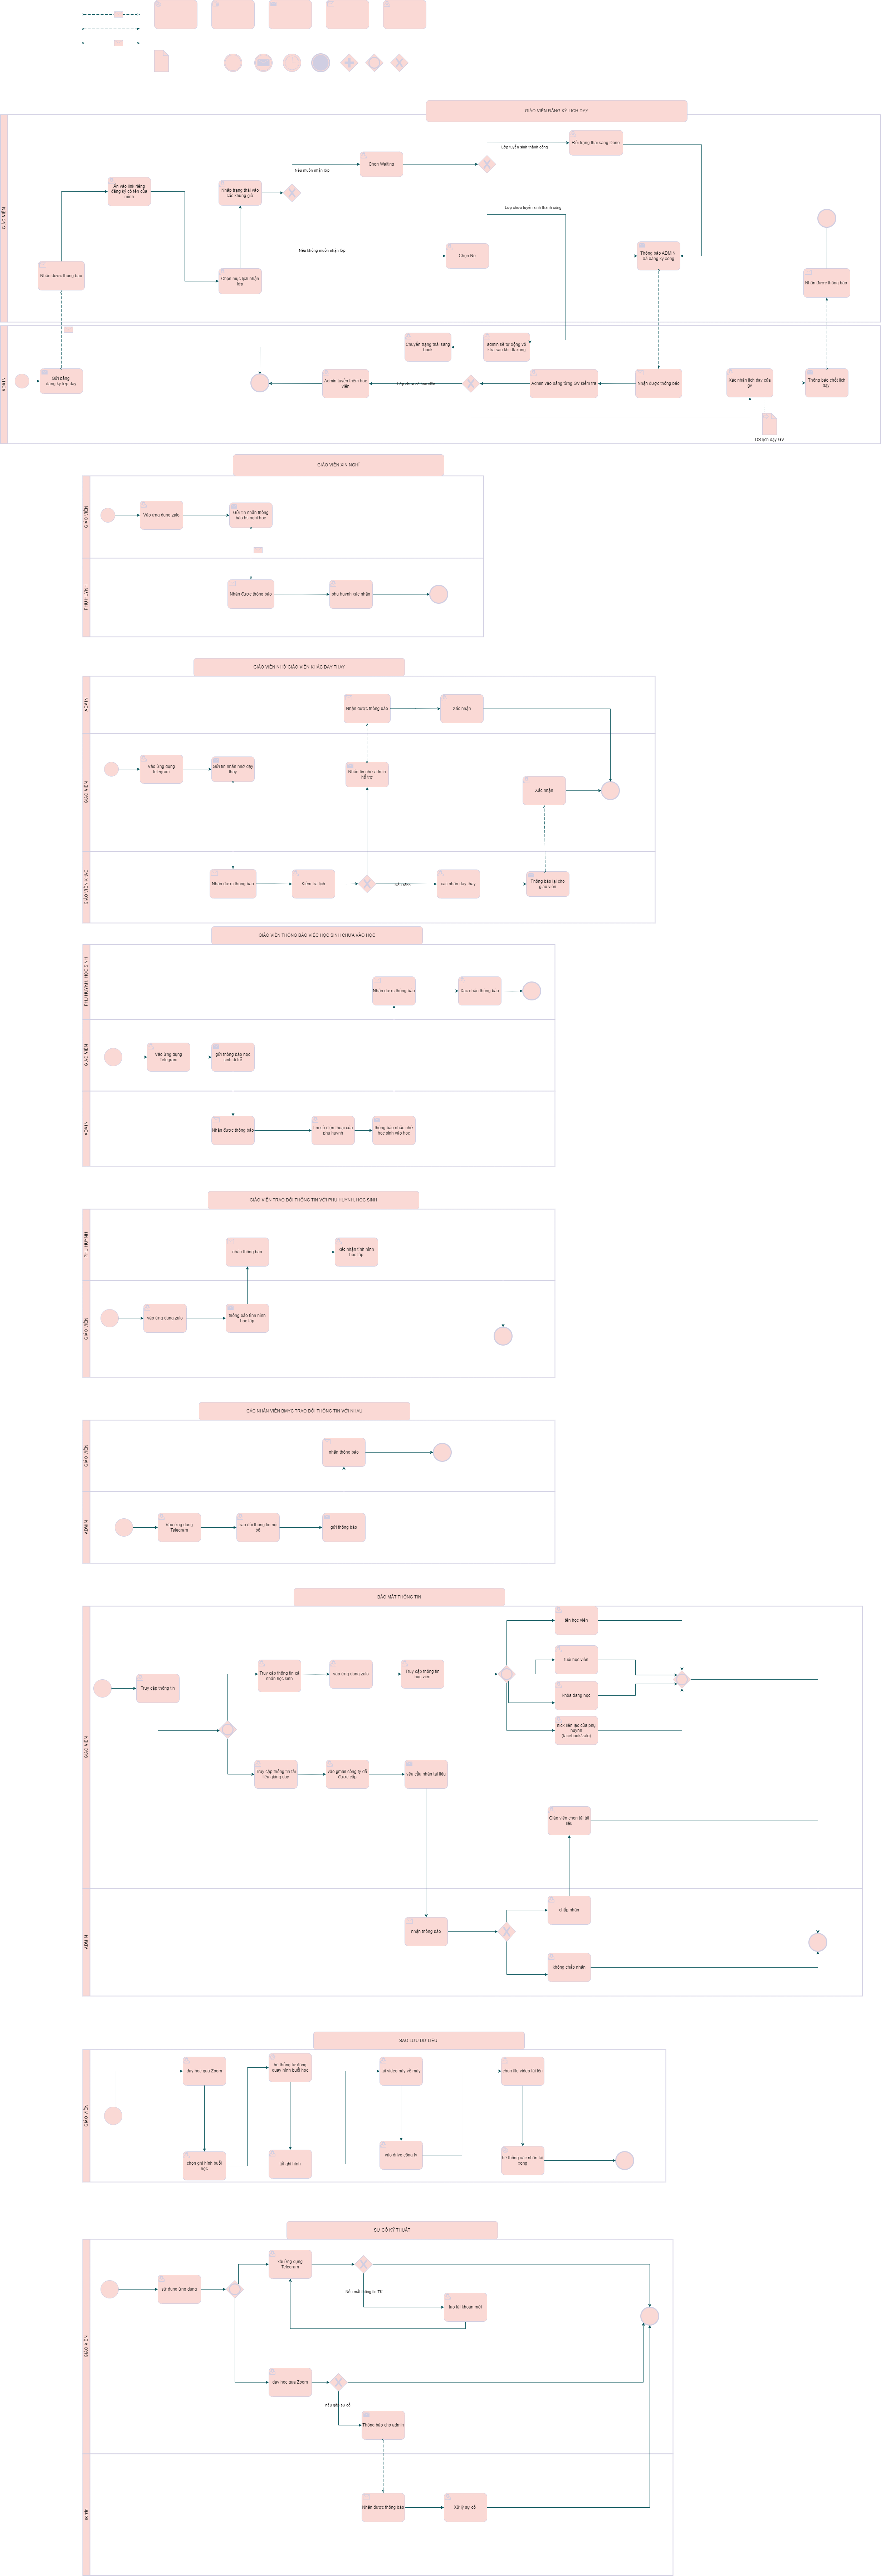 GIÁO VIÊN ĐĂNG KÝ LỊCH DẠY
GIÁO VIÊN
Lớp tuyển sinh thành công
Đổi trạng thái sang Done
Chọn Waiting
Nếu muốn nhận lớp
Ấn vào link riêng
đăng ký có tên của
mình
Nhập trạng thái vào
các khung giờ
Lớp chưa tuyển sinh thành công
Nếu không muốn nhận lớp
Chọn No
Thông báo ADMIN
đã đăng ký xong
Nhận được thông báo
Chọn mục lịch nhận
lớp
Nhận được thông báo
ADMIN
Chuyển trạng thái sang
book
admin sẽ tự động vô
nhìn sau khi đk xong
Gửi bảng
đăng ký lớp dạy
Admin tuyển thêm học
viên
Lớp chưa có học viên
Admin vào bảng từng GV kiểm tra
Nhận được thông báo
Xác nhận lịch dạy của
gv
Thông báo chốt lịch
dạy
DS lịch dạy GV
GIÁO VIÊN XIN NGHỈ
GIÁO VIÊN
Vào ứng dụng zalo
Gửi tin nhắn thông
báo hs nghỉ học
PHỤ HUYNH
Nhận được thông báo
phụ huynh xác nhận
GIÁO VIÊN NHỜ GIÁO VIÊN KHÁC DẠY THAY
ADMIN
Nhận được thông báo
Xác nhận
GIÁO VIÊN
Vào ứng dụng
telegram
Gửi tin nhắn nhờ dạy
thay
Nhắn tin nhờ admin
hỗ trợ
Xác nhận
GIÁO VIÊN KHÁC
Nhận được thông báo
kiểm tra lịch
nếu rảnh
xác nhận dạy thay
Thông báo lại cho
giáo viên
GIÁO VIÊN THÔNG BÁO VIỆC HỌC SINH CHƯA VÀO HỌC
PHỤ HUYNH, HỌC SINH
Nhận được thông báo
Xác nhận thông báo
GIÁO VIÊN
Vào ứng dụng
Telegram
gửi thông báo học
sinh đi trễ
ADMIN
Nhận được thông báo
tìm số điện thoại của
phụ huynh
thông báo nhắc nhở
học sinh vào học
GIÁO VIÊN TRAO ĐỔI THÔNG TIN VỚI PHỤ HUYNH, HỌC SINH
PHỤ HUYNH
nhận thông báo
xác nhận tình hình
học tập
GIÁO VIÊN
vào ứng dụng zalo
thông báo tình hình
học tập
CÁC NHÂN VIÊN BMYC TRAO ĐỔI THÔNG TIN VỚI NHAU
GIÁO VIÊN
nhận thông báo
ADMIN
Vào ứng dụng
Telegram
trao đổi thông tin nội
bộ
gửi thông báo
BẢO MẬT THÔNG TIN
GIÁO VIÊN
tên học viên
tuổi học viên
Truy cập thông tin cá
nhân học sinh
vào ứng dụng zalo
Truy cập thông tin
học viên
Truy cập thông tin
khóa đang học
nick liên lạc của phụ
huynh
(facebook/zalo)
Truy cập thông tin tài
liệu giảng dạy
vào gmail công ty đã
được cấp
yêu cầu nhận tài liệu
Giáo viên chọn tải tài
liệu
ADMIN
chấp nhận
nhận thông báo
không chấp nhận
SAO LƯU DỮ LIỆU
GIÁO VIÊN
dạy học qua Zoom
hệ thống tự động
quay hình buổi học
tải video này về máy
chọn file video tải lên
chọn ghi hình buổi
học
tắt ghi hình
vào drive công ty
hệ thống xác nhận tải
xong
SỰ CỐ KỸ THUẬT
GIÁO VIÊN
cài ứng dụng
Telegram
sử dụng ứng dụng
Nếu mất thông tin TK
tạo tài khoản mới
dạy học qua Zoom
nếu gặp sự cố
Thông báo cho admin
admin
Nhận được thông báo
Xử lý sự cố